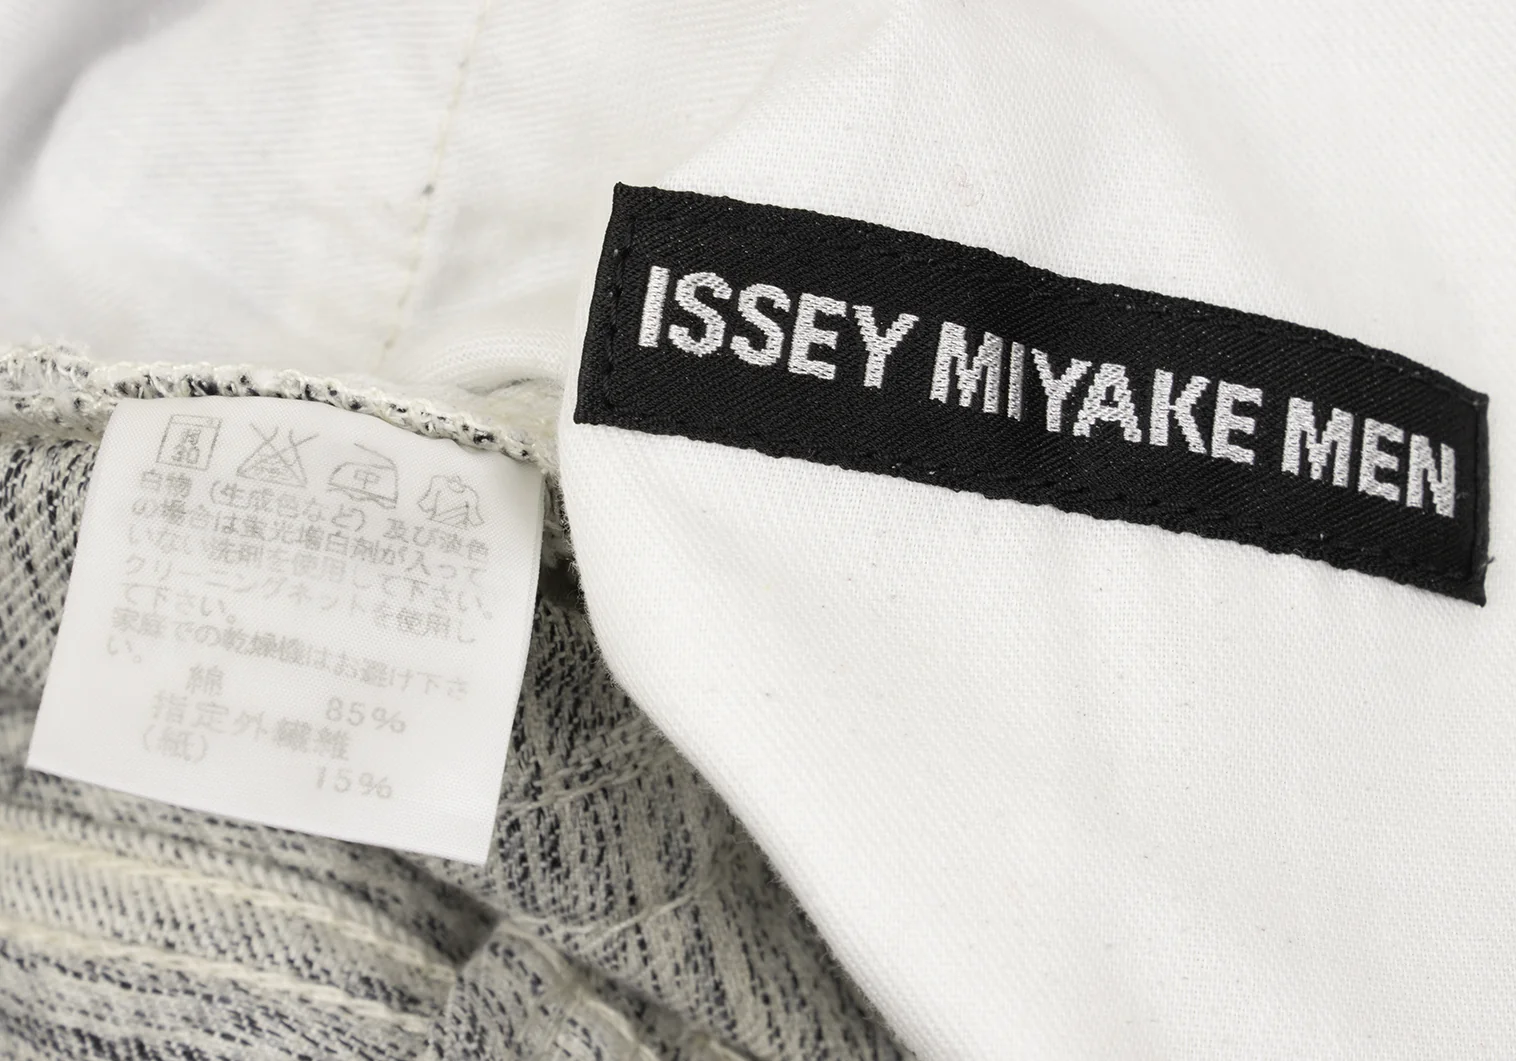 ISSEY MIYAKE MEN
中
白物（生成色など）及び淡色
の場合は蛍光増白剤が入って
いない洗剤を使用して下さい。
クリーニングネットを使用し
て下さい。
家庭での乾燥機はお避け下さ
い。
綿
85%
指定外繊維
（紙）
15%